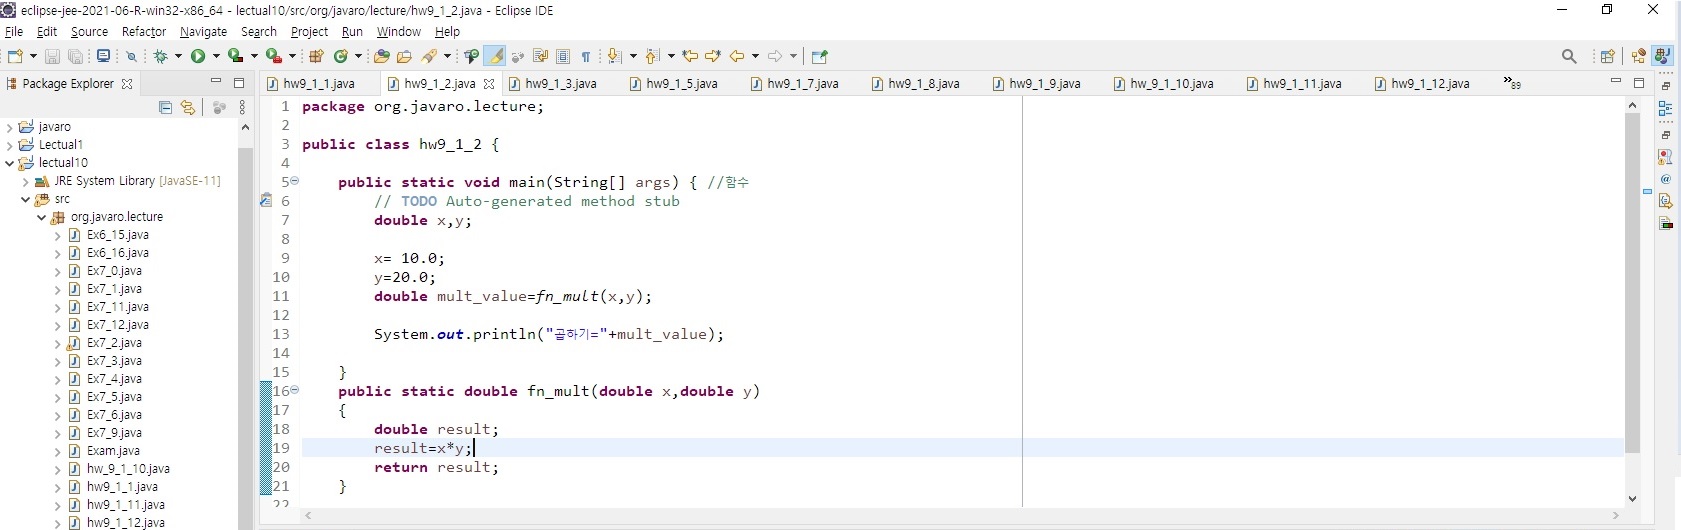 eclipse-jee-2021-06-R-win32-x86_64 - lectual10/src/org/javaro/lecture/hw9_1_2.java - Eclipse IDE
File Edit Source Refactor Navigate Search Project Run Window Help
Package Explorer
hw9_1_1.java hw9_1_2.java hw9_1_3.java hw9_1_5.java hw9_1_7.java hw9_1_8.java hw9_1_9.java hw_9_1_10.java hw9_1_11.java hw9_1_12.java »89
javaro
Lectual1
lectual10
JRE System Library [JavaSE-11]
src
org.javaro.lecture
Ex6_15.java
Ex6_16.java
Ex7_0.java
Ex7_1.java
Ex7_11.java
Ex7_12.java
Ex7_2.java
Ex7_3.java
Ex7_4.java
Ex7_5.java
Ex7_6.java
Ex7_9.java
Exam.java
hw_9_1_10.java
hw9_1_1.java
hw9_1_11.java
hw9_1_12.java
1 package org.javaro.lecture;
2
3 public class hw9_1_2 {
4
5 public static void main(String[] args) { //함수
6 // TODO Auto-generated method stub
7 double x,y;
8
9 x= 10.0;
10 y=20.0;
11 double mult_value=fn_mult(x,y);
12
13 System.out.println("곱하기="+mult_value);
14
15 }
16 public static double fn_mult(double x,double y)
17 {
18 double result;
19 result=x*y;
20 return result;
21 }
22